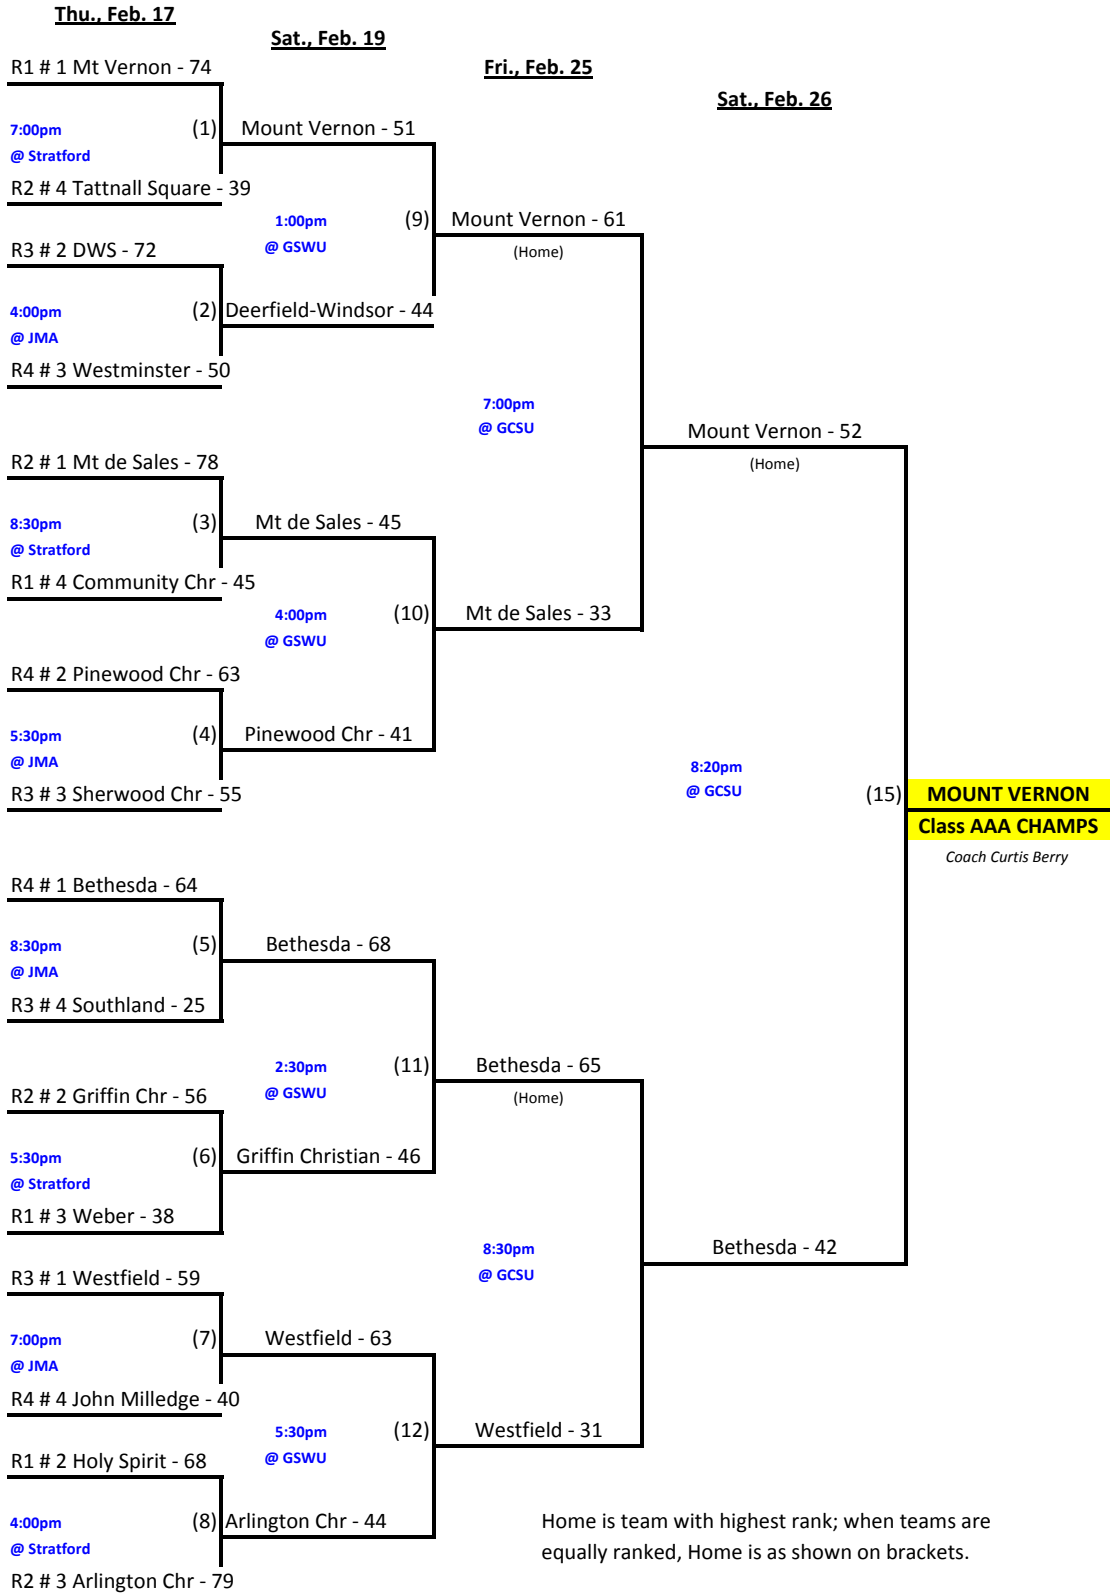 Thu., Feb. 17
Sat., Feb. 19
Fri., Feb. 25
Sat., Feb. 26
R1 # 1 Mt Vernon - 74
7:00pm
@ Stratford
(1)
R2 # 4 Tattnall Square - 39
R3 # 2 DWS - 72
4:00pm
@ JMA
(2)
R4 # 3 Westminster - 50
R2 # 1 Mt de Sales - 78
8:30pm
@ Stratford
(3)
R1 # 4 Community Chr - 45
R4 # 2 Pinewood Chr - 63
5:30pm
@ JMA
(4)
R3 # 3 Sherwood Chr - 55
R4 # 1 Bethesda - 64
8:30pm
@ JMA
(5)
R3 # 4 Southland - 25
R2 # 2 Griffin Chr - 56
5:30pm
@ Stratford
(6)
R1 # 3 Weber - 38
R3 # 1 Westfield - 59
7:00pm
@ JMA
(7)
R4 # 4 John Milledge - 40
R1 # 2 Holy Spirit - 68
4:00pm
@ Stratford
(8)
R2 # 3 Arlington Chr - 79
Mount Vernon - 51
1:00pm
@ GSWU
(9)
Deerfield-Windsor - 44
Mt de Sales - 45
4:00pm
@ GSWU
(10)
Pinewood Chr - 41
Bethesda - 68
2:30pm
@ GSWU
(11)
Griffin Christian - 46
Westfield - 63
5:30pm
@ GSWU
(12)
Arlington Chr - 44
Mount Vernon - 61
(Home)
7:00pm
@ GCSU
Mt de Sales - 33
Bethesda - 65
(Home)
8:30pm
@ GCSU
Westfield - 31
Mount Vernon - 52
(Home)
8:20pm
@ GCSU
(15)
Bethesda - 42
MOUNT VERNON
Class AAA CHAMPS
Coach Curtis Berry
Home is team with highest rank; when teams are
equally ranked, Home is as shown on brackets.